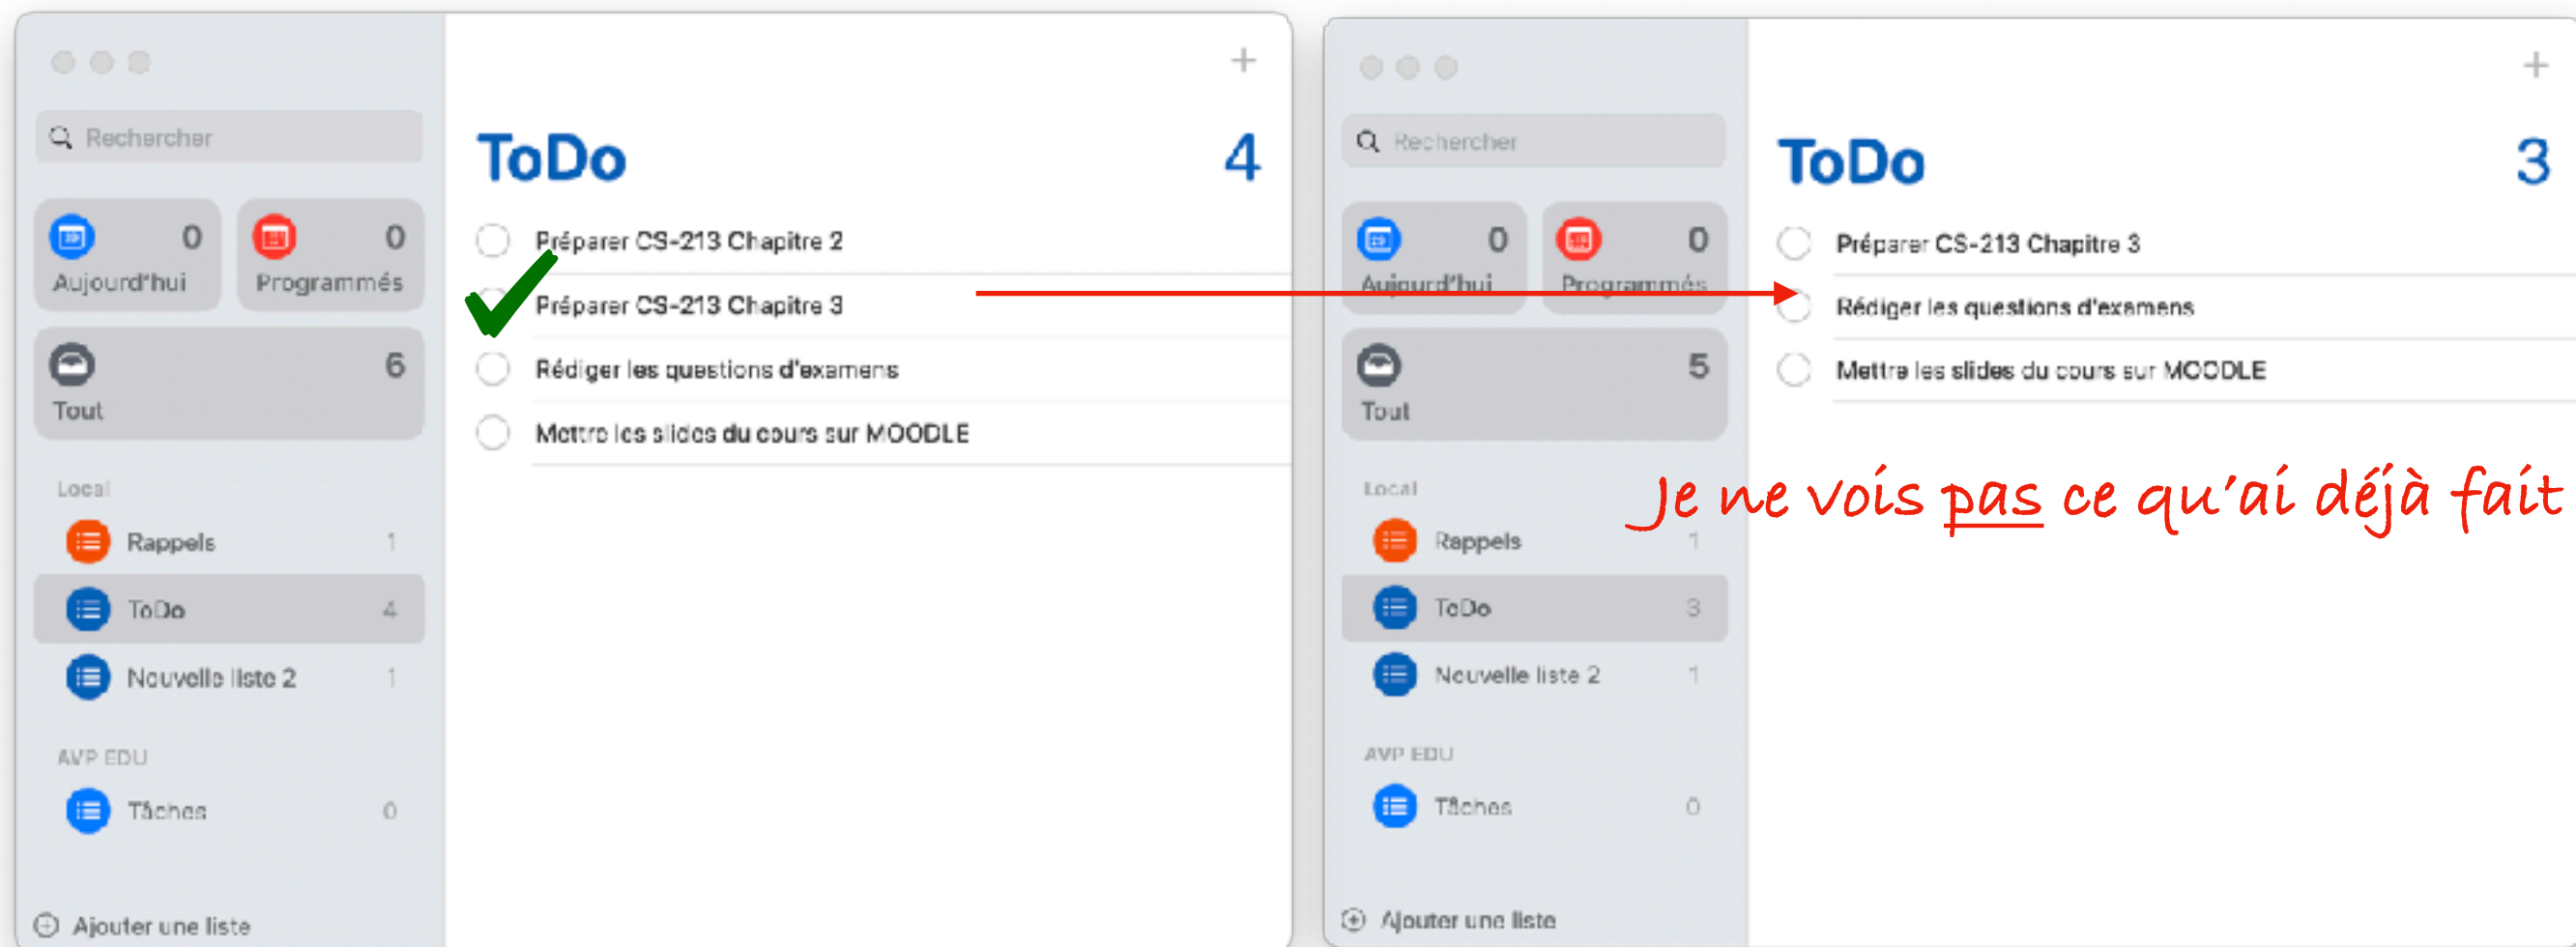 Rechercher
ToDo 4
0 0
Aujourd'hui Programmés
6
Tout
Local
Rappels 1
ToDo 4
Nouvelle liste 2 1
AVP EDU
Tâches 0
Ajouter une liste
Préparer CS-213 Chapitre 2
Préparer CS-213 Chapitre 3
Rédiger les questions d'examens
Mettre les slides du cours sur MOODLE
Rechercher
ToDo 3
0 0
Aujourd'hui Programmés
5
Tout
Local
Rappels 1
ToDo 3
Nouvelle liste 2 1
AVP EDU
Tâches 0
Ajouter une liste
Préparer CS-213 Chapitre 3
Rédiger les questions d'examens
Mettre les slides du cours sur MOODLE
Je ne vois pas ce qu'ai déjà fait